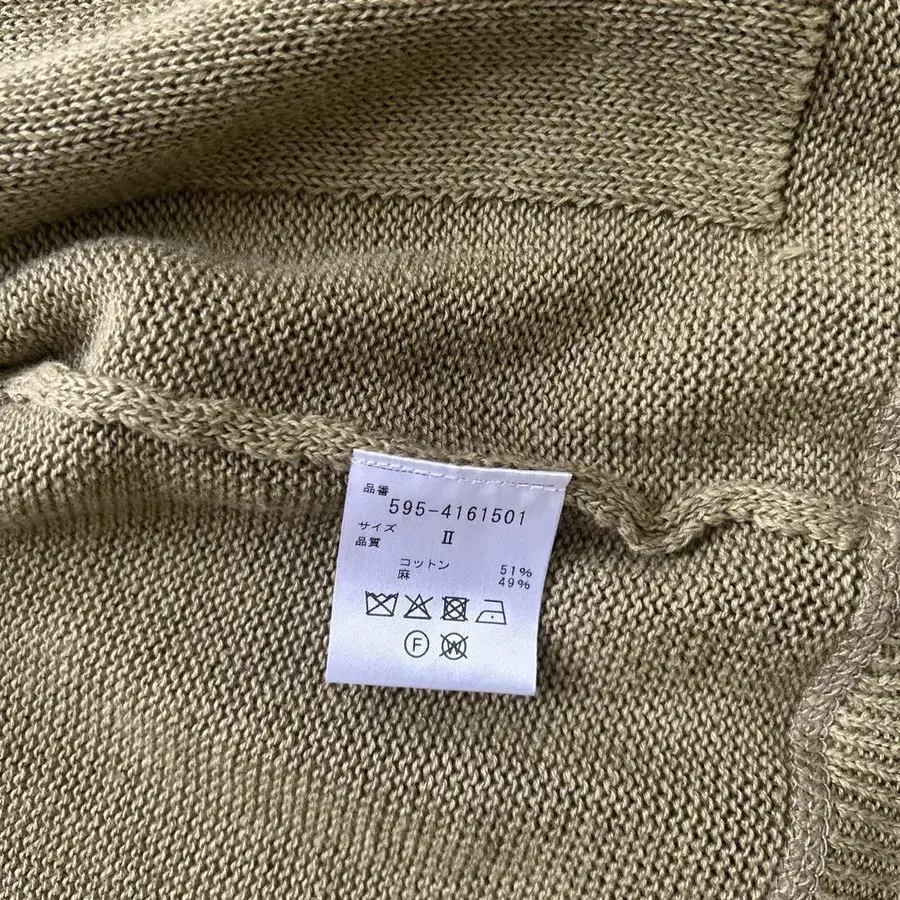 品番
595-4161501
サイズ II
品質
コットン 51%
麻 49%
F
W